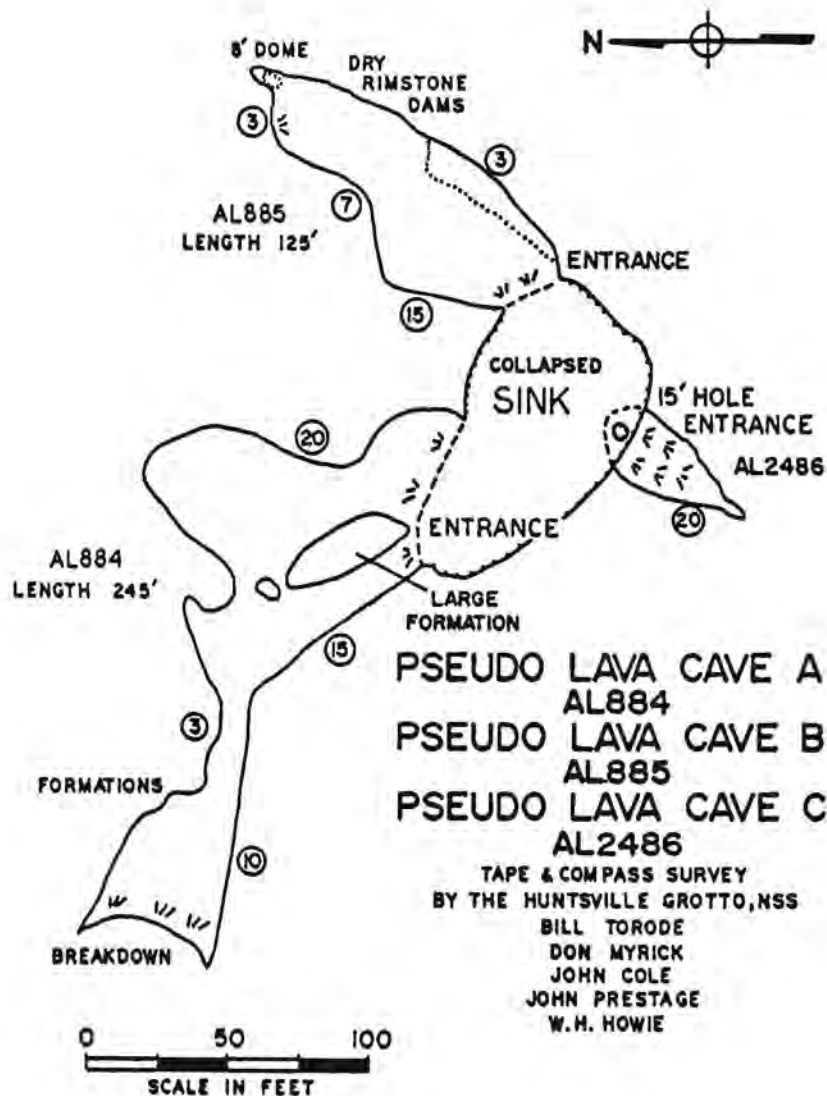 N
8' DOME
DRY
RIMSTONE
DAMS
3
3
7
AL885
LENGTH 125'
15
ENTRANCE
COLLAPSED
SINK
15' HOLE
ENTRANCE
AL2486
20
20
ENTRANCE
AL884
LENGTH 245'
LARGE
FORMATION
15
3
FORMATIONS
10
BREAKDOWN
PSEUDO LAVA CAVE A
AL884
PSEUDO LAVA CAVE B
AL885
PSEUDO LAVA CAVE C
AL2486
TAPE & COMPASS SURVEY
BY THE HUNTSVILLE GROTTO, NSS
BILL TORODE
DON MYRICK
JOHN COLE
JOHN PRESTAGE
W.H. HOWIE
0 50 100
SCALE IN FEET